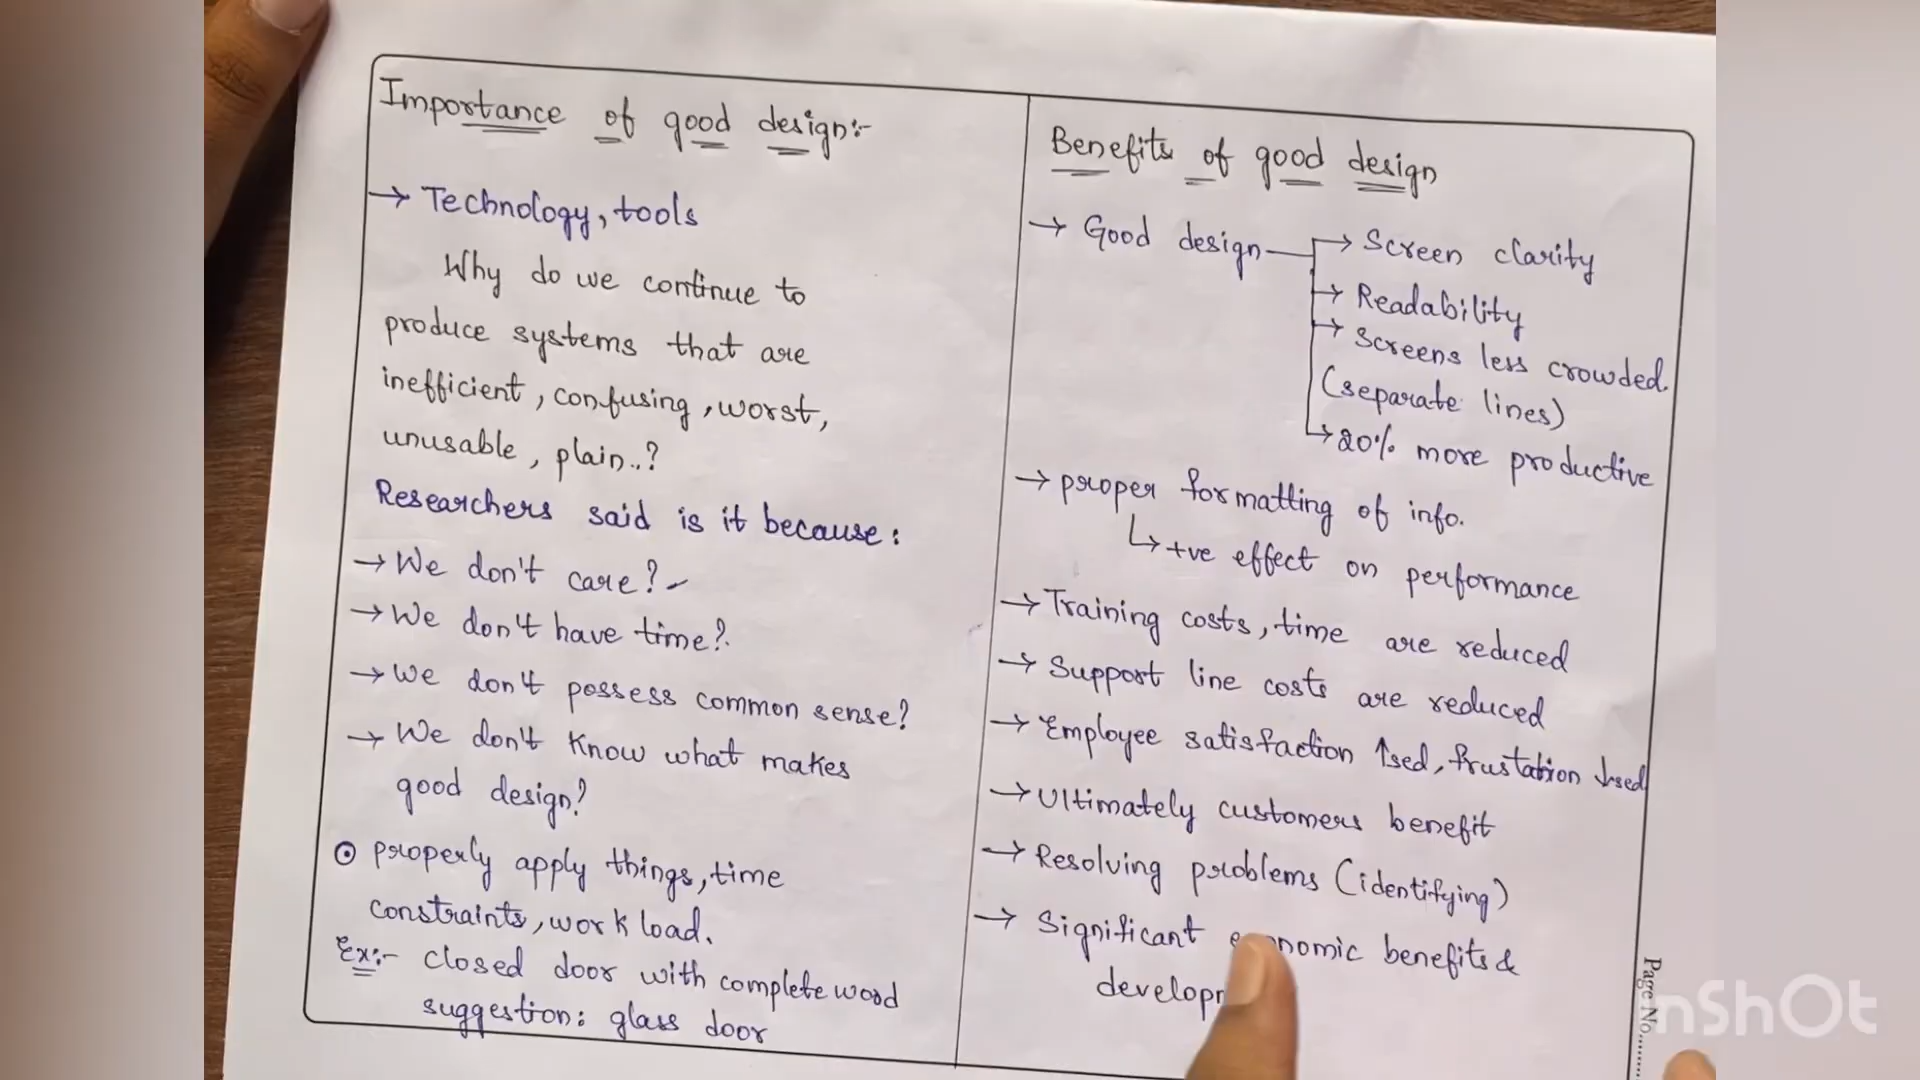 Importance of good design:-
→ Technology, tools
Why do we continue to
produce systems that are
inefficient, confusing, worst,
unusable, plain..?
Researchers said is it because:
→ We don't care?
→ We don't have time?
→ We don't possess common sense?
→ We don't know what makes
good design?
⊙ properly apply things, time
constraints, work load.
Ex:- closed door with complete wood
suggestion: glass door
Benefits of good design
→ Good design → Screen clarity
→ Readability
→ Screens less crowded.
(separate lines)
→ 20% more productive
→ proper formatting of info.
↳ +ve effect on performance
→ Training costs, time are reduced
→ Support line costs are reduced
→ Employee satisfaction ↑sed, frustation ↓sed
→ Ultimately customers benefit
→ Resolving problems (identifying)
→ Significant economic benefits &
Page No.........
InShOt